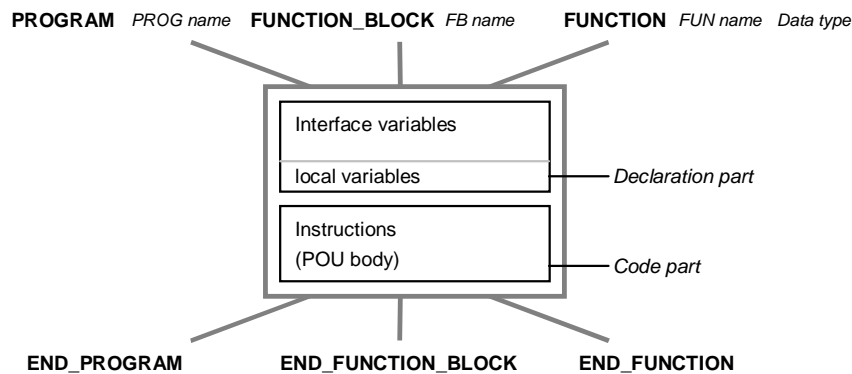 PROGRAM PROG name FUNCTION_BLOCK FB name FUNCTION FUN name Data type
Interface variables
local variables
Declaration part
Instructions
(POU body)
Code part
END_PROGRAM END_FUNCTION_BLOCK END_FUNCTION